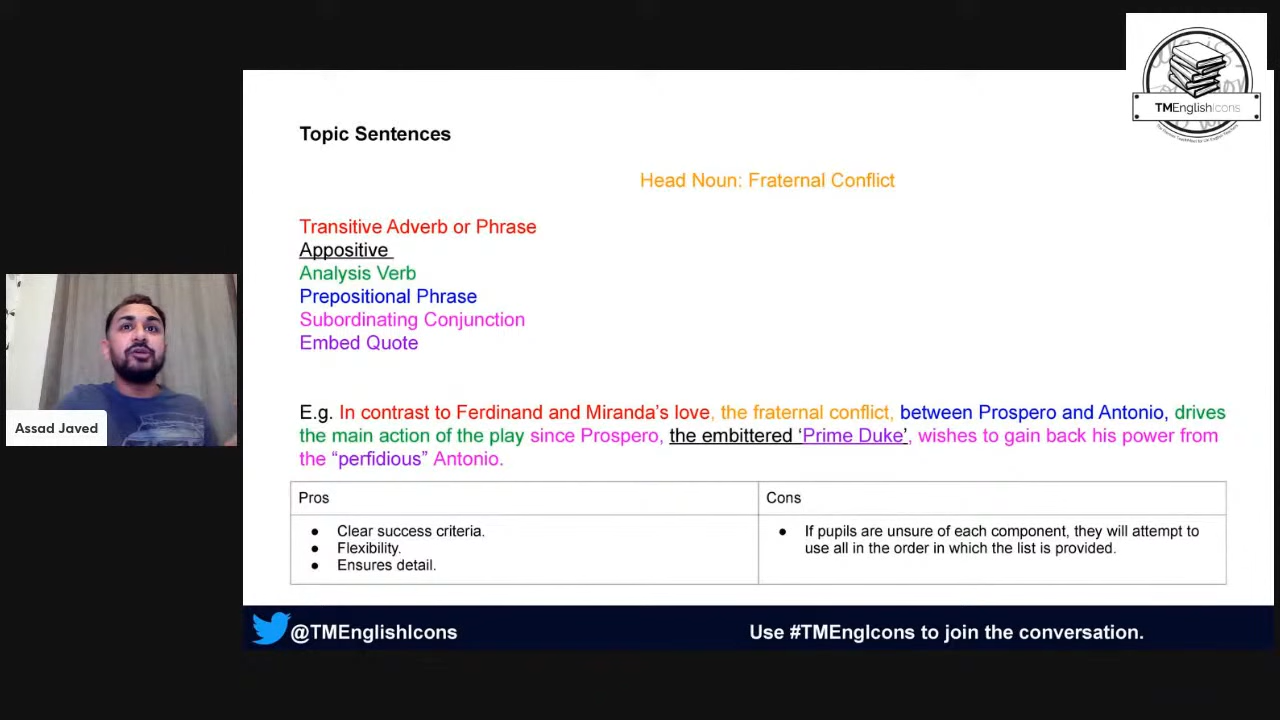 TMEnglishIcons
Topic Sentences
Head Noun: Fraternal Conflict
Transitive Adverb or Phrase
Appositive
Analysis Verb
Prepositional Phrase
Subordinating Conjunction
Embed Quote
Assad Javed
E.g. In contrast to Ferdinand and Miranda’s love, the fraternal conflict, between Prospero and Antonio, drives
the main action of the play since Prospero, the embittered ‘Prime Duke’, wishes to gain back his power from
the “perfidious” Antonio.
Pros
Cons
● Clear success criteria.
● Flexibility.
● Ensures detail.
● If pupils are unsure of each component, they will attempt to
use all in the order in which the list is provided.
@TMEnglishIcons
Use #TMEngIcons to join the conversation.